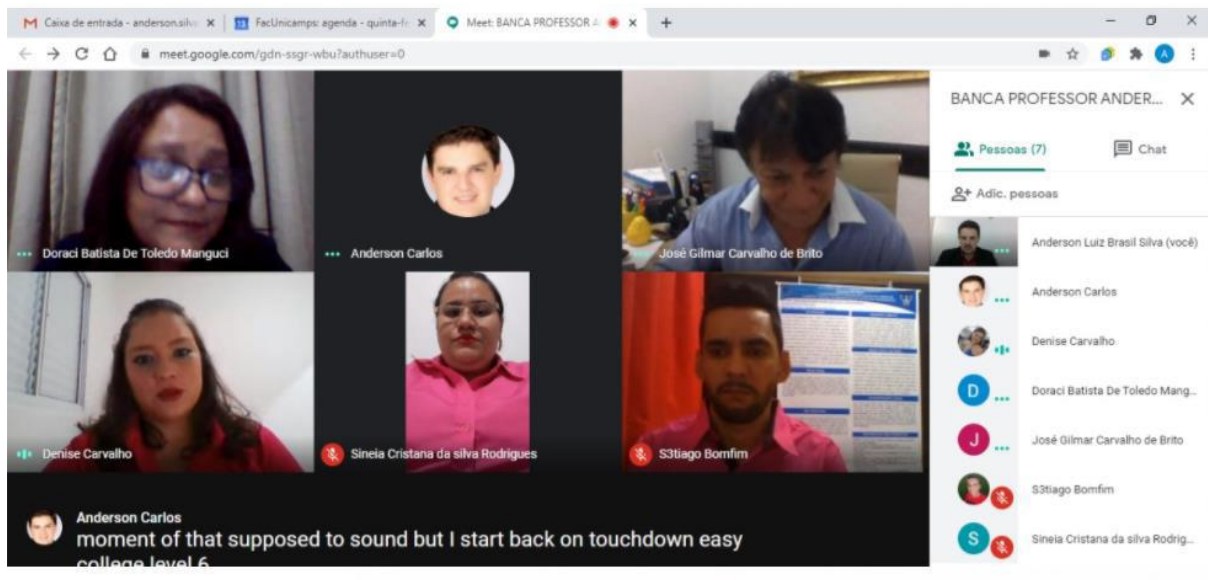 Caixa de entrada - anderson.silv
FacUnicamps: agenda - quinta-fe
Meet: BANCA PROFESSOR A
meet.google.com/gdn-ssgr-wbu?authuser=0
A
BANCA PROFESSOR ANDER...
Pessoas (7)
Chat
Adic. pessoas
Anderson Luiz Brasil Silva (você)
Anderson Carlos
Denise Carvalho
D
Doraci Batista De Toledo Mang...
J
José Gilmar Carvalho de Brito
S3tiago Bomfim
S
Sineia Cristana da silva Rodrig...
Doraci Batista De Toledo Manguci
Anderson Carlos
José Gilmar Carvalho de Brito
Denise Carvalho
Sineia Cristana da silva Rodrigues
S3tiago Bomfim
Anderson Carlos
moment of that supposed to sound but I start back on touchdown easy
college level 6